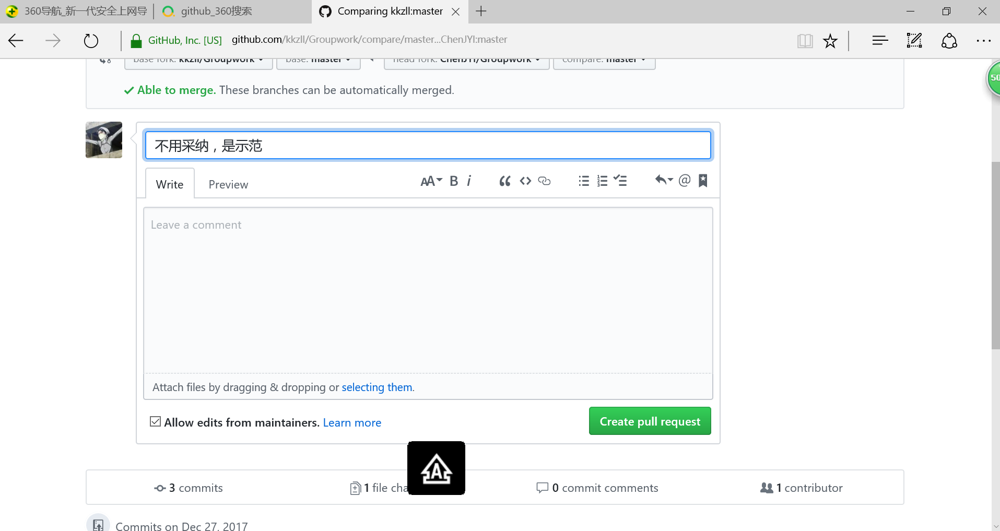 360导航_新一代安全上网导
github_360搜索
Comparing kkzll:master
GitHub, Inc. [US]
github.com/kkzll/Groupwork/compare/master...ChenJYI:master
base fork: kkzll/Groupwork
base: master
head fork: ChenJYI/Groupwork
compare: master
Able to merge. These branches can be automatically merged.
50
不用采纳，是示范
Write
Preview
AA B i
Leave a comment
Attach files by dragging & dropping or selecting them.
Allow edits from maintainers. Learn more
Create pull request
A
3 commits
1 file cha
0 commit comments
1 contributor
Commits on Dec 27, 2017